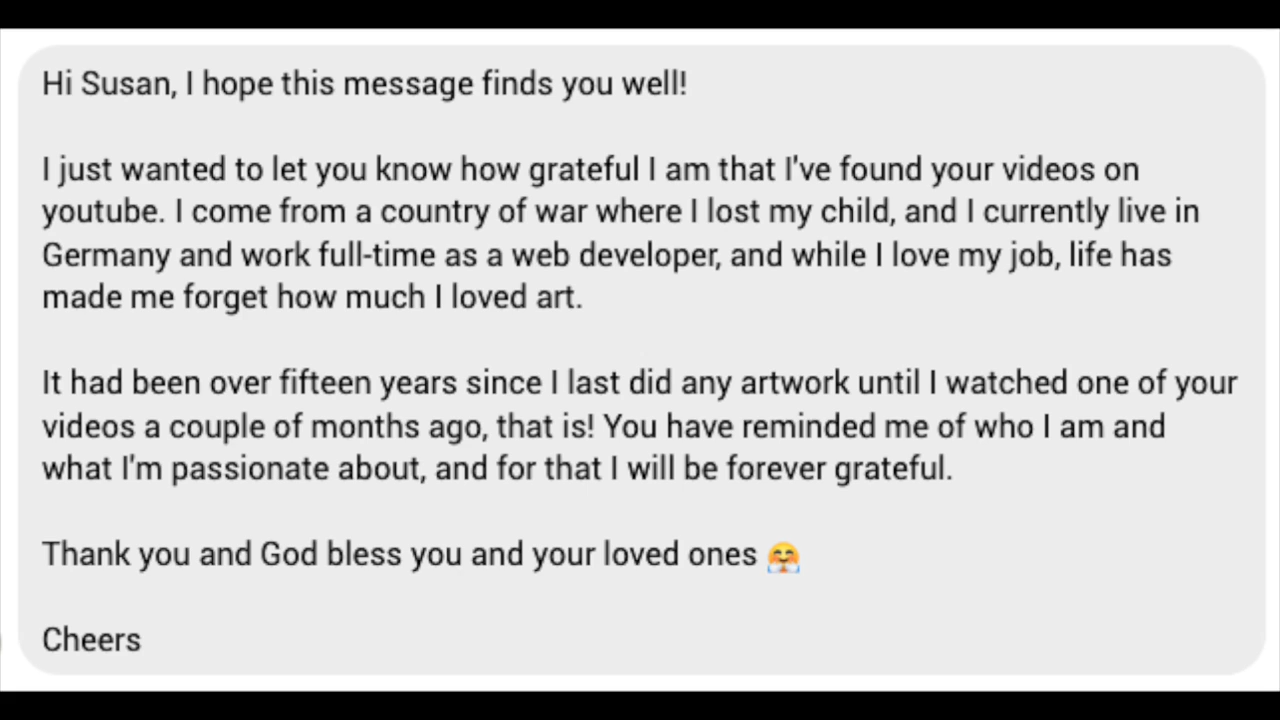 Hi Susan, I hope this message finds you well!
I just wanted to let you know how grateful I am that I've found your videos on
youtube. I come from a country of war where I lost my child, and I currently live in
Germany and work full-time as a web developer, and while I love my job, life has
made me forget how much I loved art.
It had been over fifteen years since I last did any artwork until I watched one of your
videos a couple of months ago, that is! You have reminded me of who I am and
what I'm passionate about, and for that I will be forever grateful.
Thank you and God bless you and your loved ones 🤗
Cheers